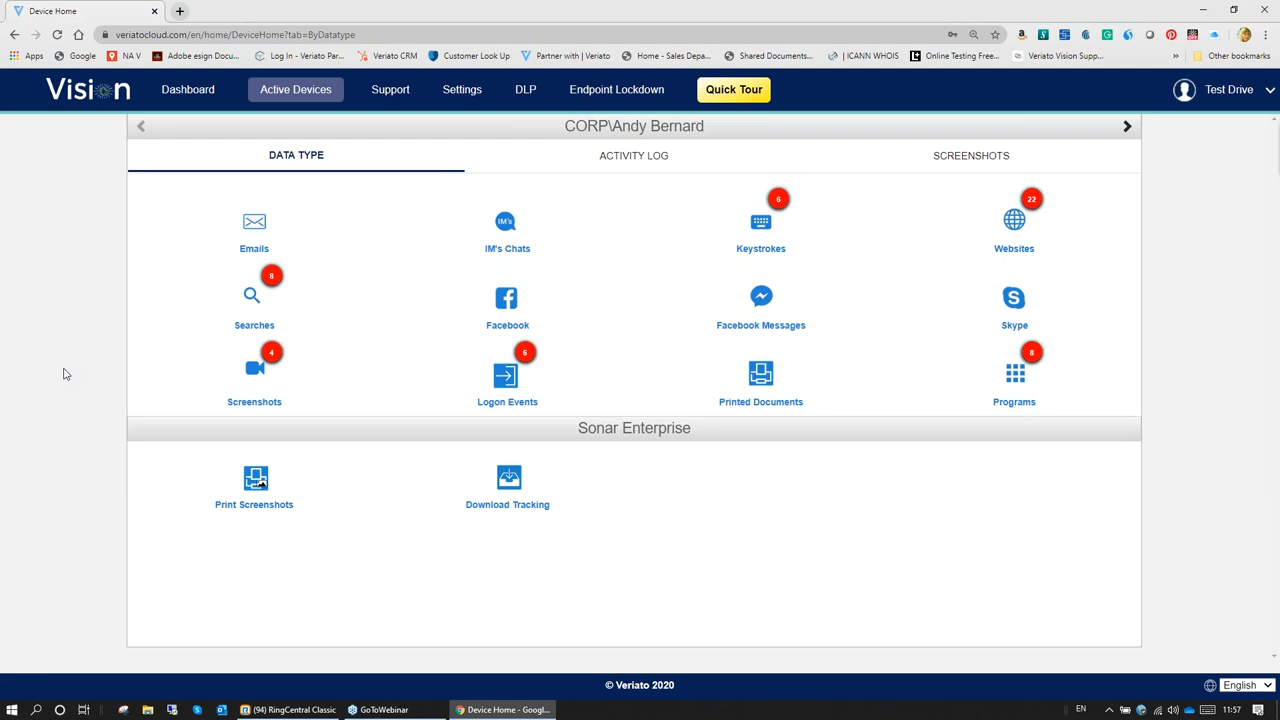 Device Home
veriatocloud.com/en/home/DeviceHome?tab=ByDatatype
Apps Google NA V Adobe esign Docu... Log In - Veriato Par... Veriato CRM Customer Look Up Partner with | Veriato Home - Sales Depa... Shared Documents... | ICANN WHOIS Online Testing Free... Veriato Vision Supp... » Other bookmarks
Vision Dashboard Active Devices Support Settings DLP Endpoint Lockdown Quick Tour Test Drive
CORP\Andy Bernard
DATA TYPE ACTIVITY LOG SCREENSHOTS
6 22
IM's
Emails IM's Chats Keystrokes Websites
8
Searches Facebook Facebook Messages Skype
4 6 8
Screenshots Logon Events Printed Documents Programs
Sonar Enterprise
Print Screenshots Download Tracking
© Veriato 2020 English
(94) RingCentral Classic GoToWebinar Device Home - Googl... EN 11:57